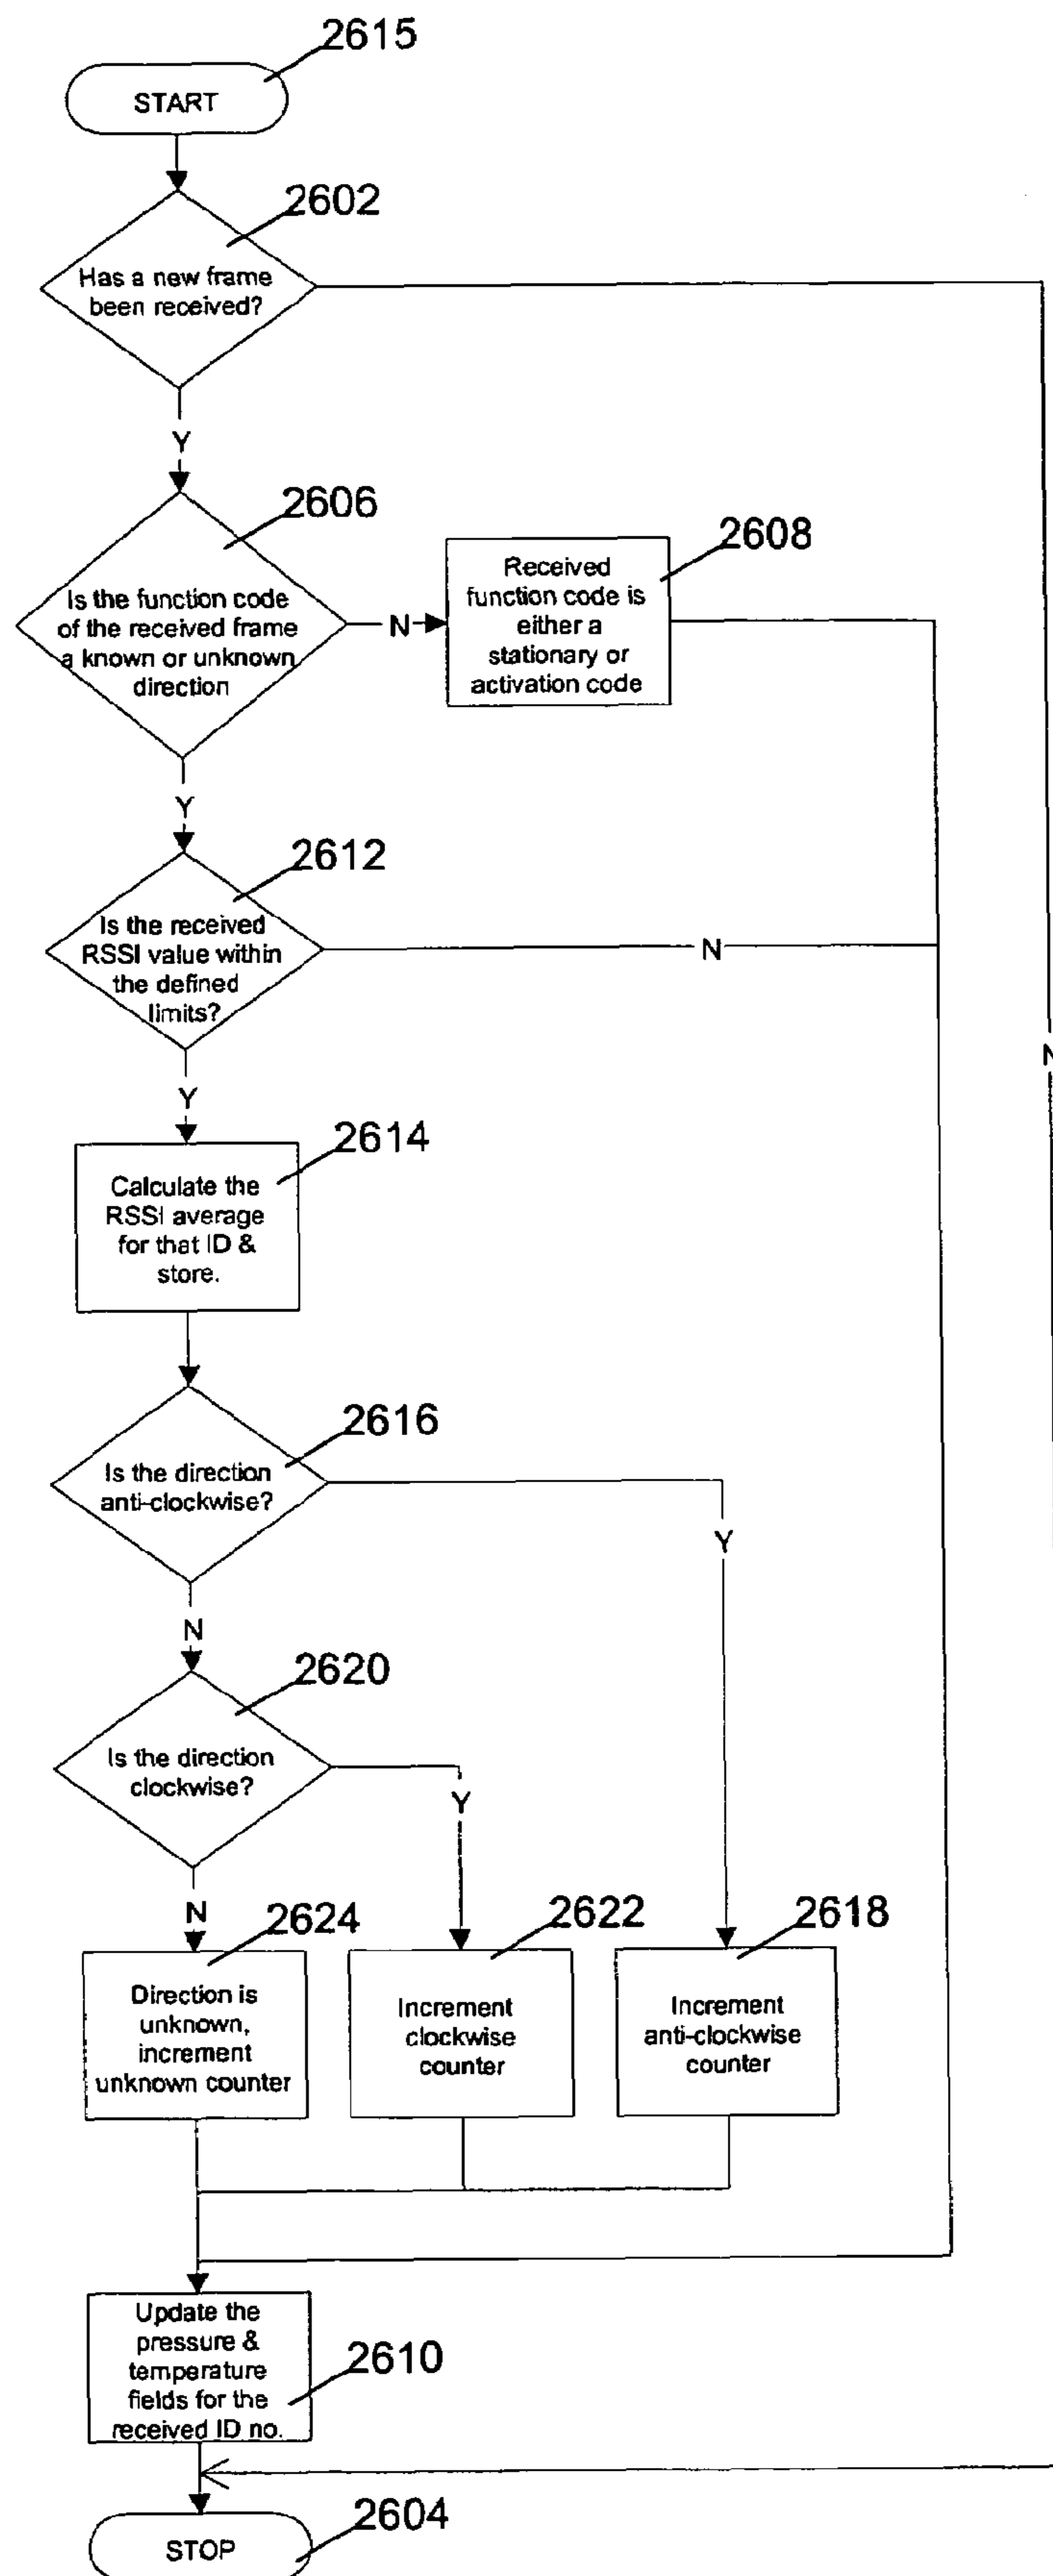 2615
START
2602
Has a new frame
been received?
Y
2606
Is the function code
of the received frame
a known or unknown
direction
N
2608
Received
function code is
either a
stationary or
activation code
Y
2612
Is the received
RSSI value within
the defined
limits?
N
N
Y
2614
Calculate the
RSSI average
for that ID &
store.
2616
Is the direction
anti-clockwise?
Y
N
2620
Is the direction
clockwise?
Y
N
2624
Direction is
unknown,
increment
unknown counter
2622
Increment
clockwise
counter
2618
Increment
anti-clockwise
counter
Update the
pressure &
temperature
fields for the
received ID no.
2610
2604
STOP